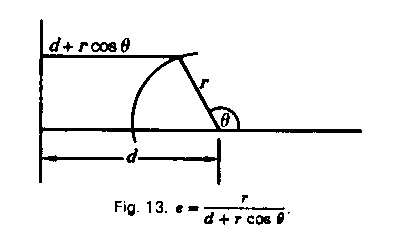 d + r cos θ
r
θ
d
Fig. 13. e = r / (d + r cos θ).